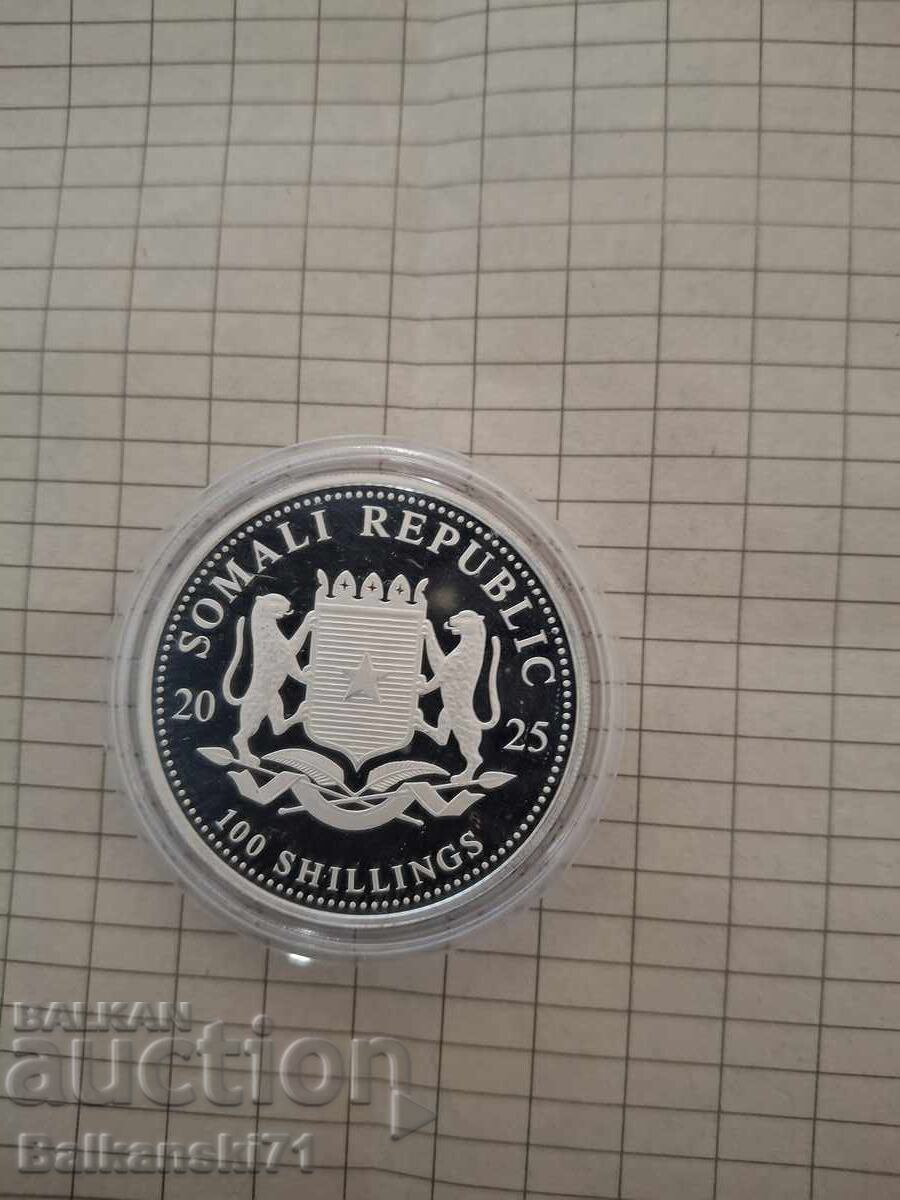 SOMALI REPUBLIC
20 25
100 SHILLINGS
BALKAN
auction
Balkanski71